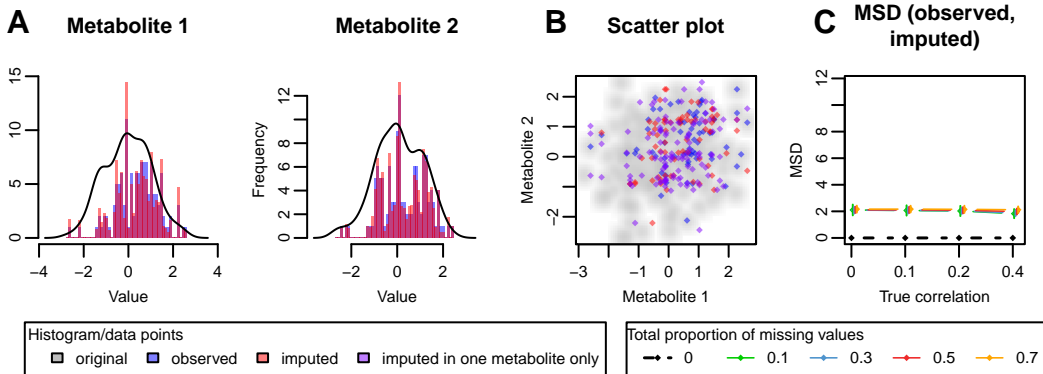 A
Metabolite 1
Metabolite 2
B
Scatter plot
C
MSD (observed,
imputed)
15
10
5
0
−4
−2
0
2
4
Value
Frequency
12
10
8
6
4
2
0
−2
0
2
4
Value
Metabolite 2
2
1
0
−2
−3
−1
0
1
2
Metabolite 1
MSD
12
8
6
4
2
0
0
0.1
0.2
0.4
True correlation
Histogram/data points
original
observed
imputed
imputed in one metabolite only
Total proportion of missing values
0
0.1
0.3
0.5
0.7